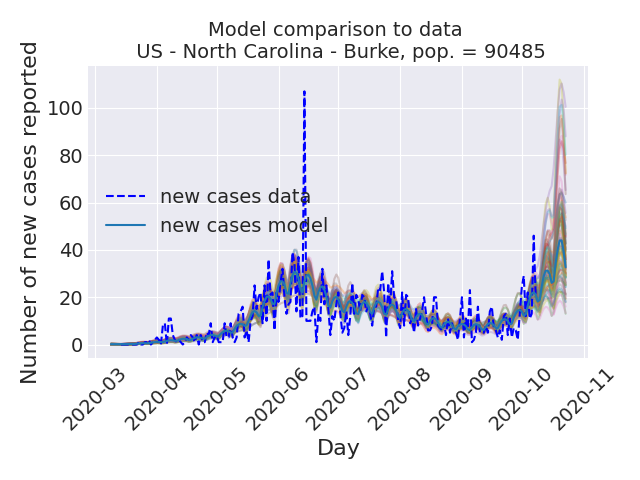 Model comparison to data
US - North Carolina - Burke, pop. = 90485
Number of new cases reported
100
80
60
40
20
0
new cases data
new cases model
2020-03
2020-04
2020-05
2020-06
2020-07
2020-08
2020-09
2020-10
2020-11
Day